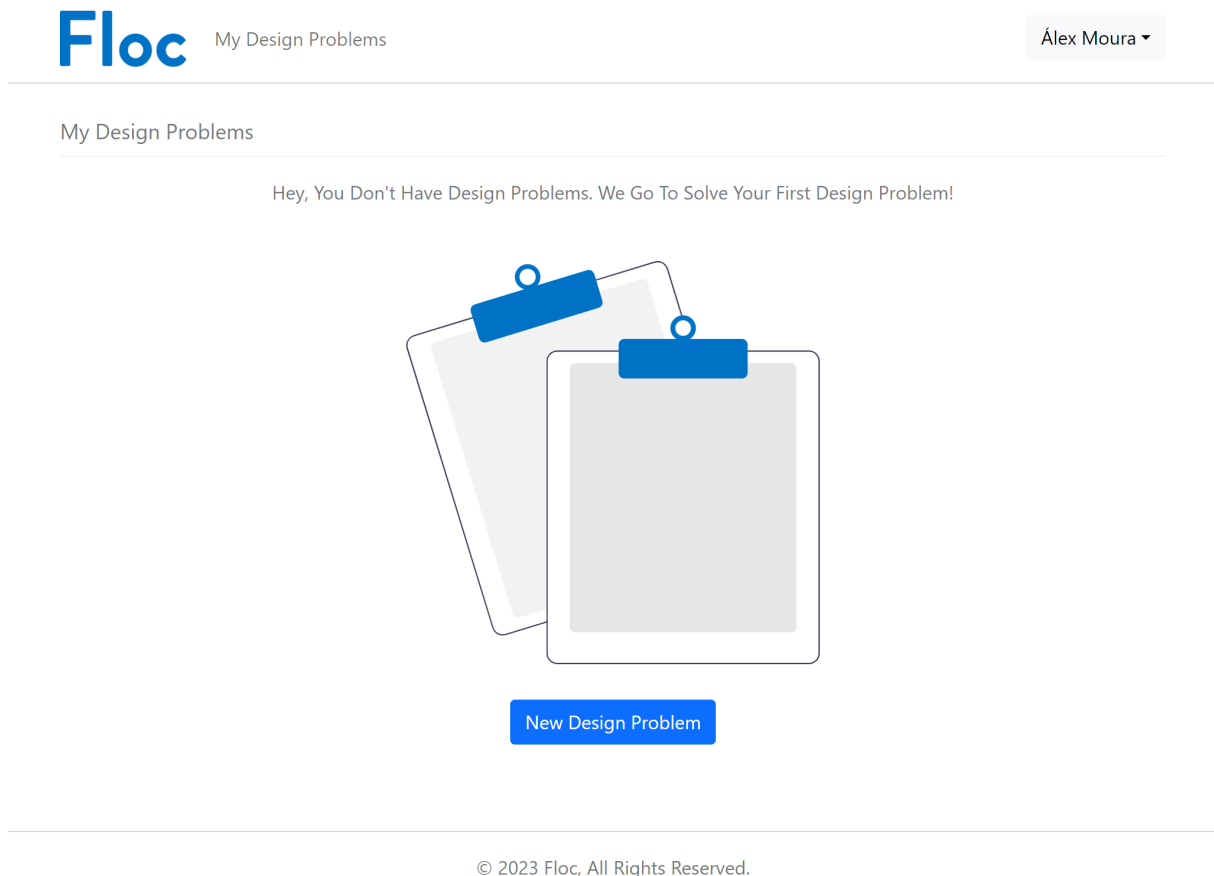 Floc
My Design Problems
Álex Moura
My Design Problems
Hey, You Don't Have Design Problems. We Go To Solve Your First Design Problem!
New Design Problem
© 2023 Floc, All Rights Reserved.